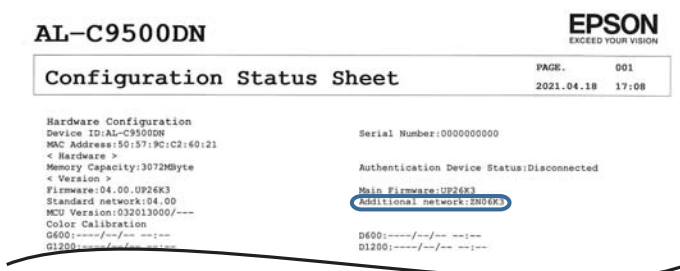 AL-C9500DN
EPSON
EXCEED YOUR VISION
Configuration Status Sheet
PAGE. 001
2021.04.18 17:08
Hardware Configuration
Device ID:AL-C9500DN
Serial Number:0000000000
MAC Address:50:57:9C:C2:60:21
< Hardware >
Memory Capacity:3072MByte
Authentication Device Status:Disconnected
< Version >
Firmware:04.00.UP26K3
Main Firmware:UP26K3
Standard network:04.00
Additional network:ZN06K3
MCU Version:032013000/---
Color Calibration
G600:----/--/-- --:--
D600:----/--/-- --:--
G1200:----/--/-- --:--
D1200:----/--/-- --:--